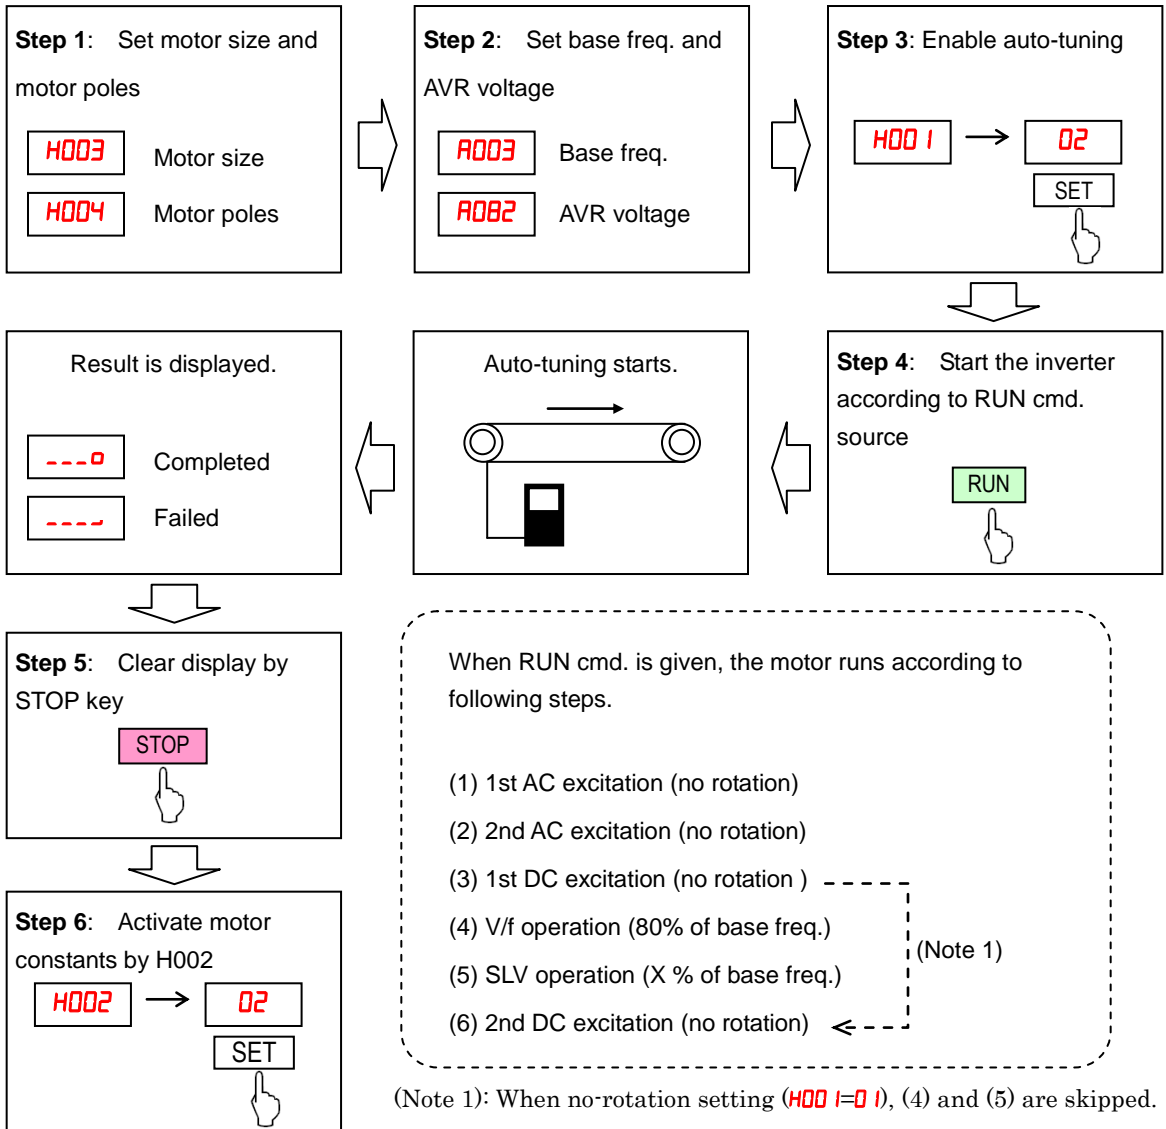 Step 1: Set motor size and
motor poles
H003 Motor size
H004 Motor poles
Step 2: Set base freq. and
AVR voltage
A003 Base freq.
A082 AVR voltage
Step 3: Enable auto-tuning
H001 → 02
SET
Step 4: Start the inverter
according to RUN cmd.
source
RUN
Auto-tuning starts.
Result is displayed.
___o Completed
Failed
Step 5: Clear display by
STOP key
STOP
Step 6: Activate motor
constants by H002
H002 → 02
SET
When RUN cmd. is given, the motor runs according to
following steps.
(1) 1st AC excitation (no rotation)
(2) 2nd AC excitation (no rotation)
(3) 1st DC excitation (no rotation )
(4) V/f operation (80% of base freq.)
(5) SLV operation (X % of base freq.)
(6) 2nd DC excitation (no rotation)
(Note 1)
(Note 1): When no-rotation setting (H001=01), (4) and (5) are skipped.